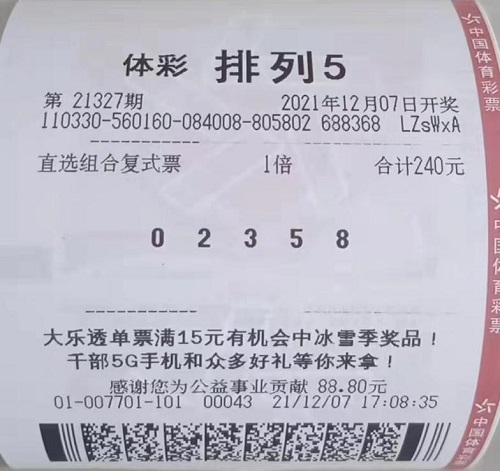 体彩 排列5
第 21327期 2021年12月07日开奖
110330-560160-084008-805802 688368 LZsWxA
直选组合复式票 1倍 合计240元
0 2 3 5 8
大乐透单票满15元有机会中冰雪季奖品!
千部5G手机和众多好礼等你来拿!
感谢您为公益事业贡献 88.80元
01-007701-101 00043 21/12/07 17:08:35
中国体育彩票
中国体育彩票
中国体育